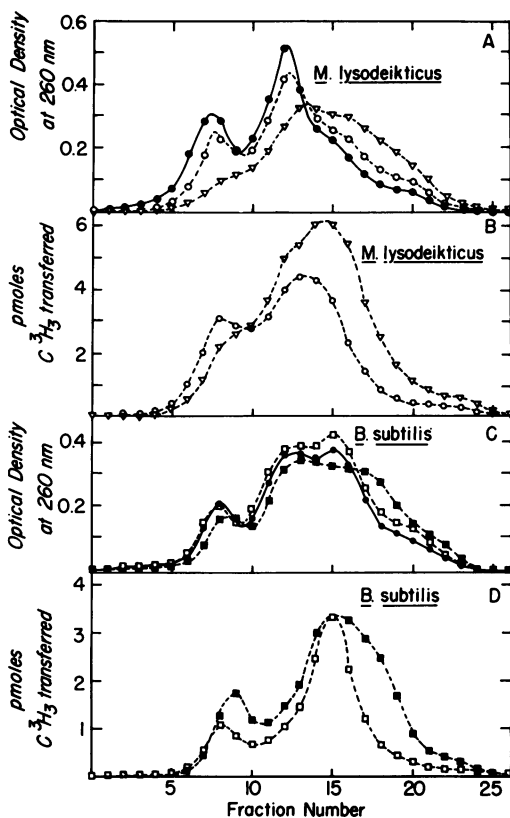 A
Optical Density
at 260 nm
0.6
0.4
0.2
M. lysodeikticus
B
pmoles
C ³H₃ transferred
6
4
2
M. lysodeikticus
C
Optical Density
at 260 nm
0.4
0.2
B. subtilis
D
pmoles
C ³H₃ transferred
4
3
2
1
B. subtilis
5 10 15 20 25
Fraction Number